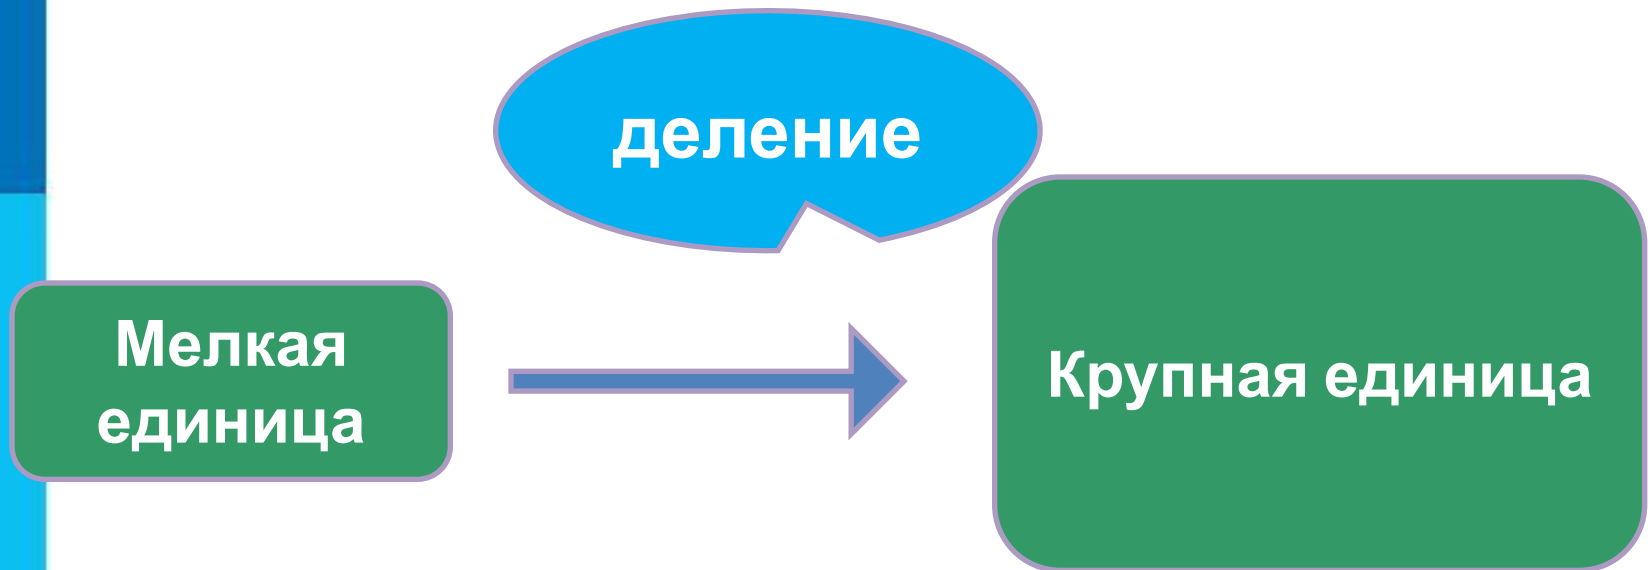 деление
Мелкая
единица
Крупная единица